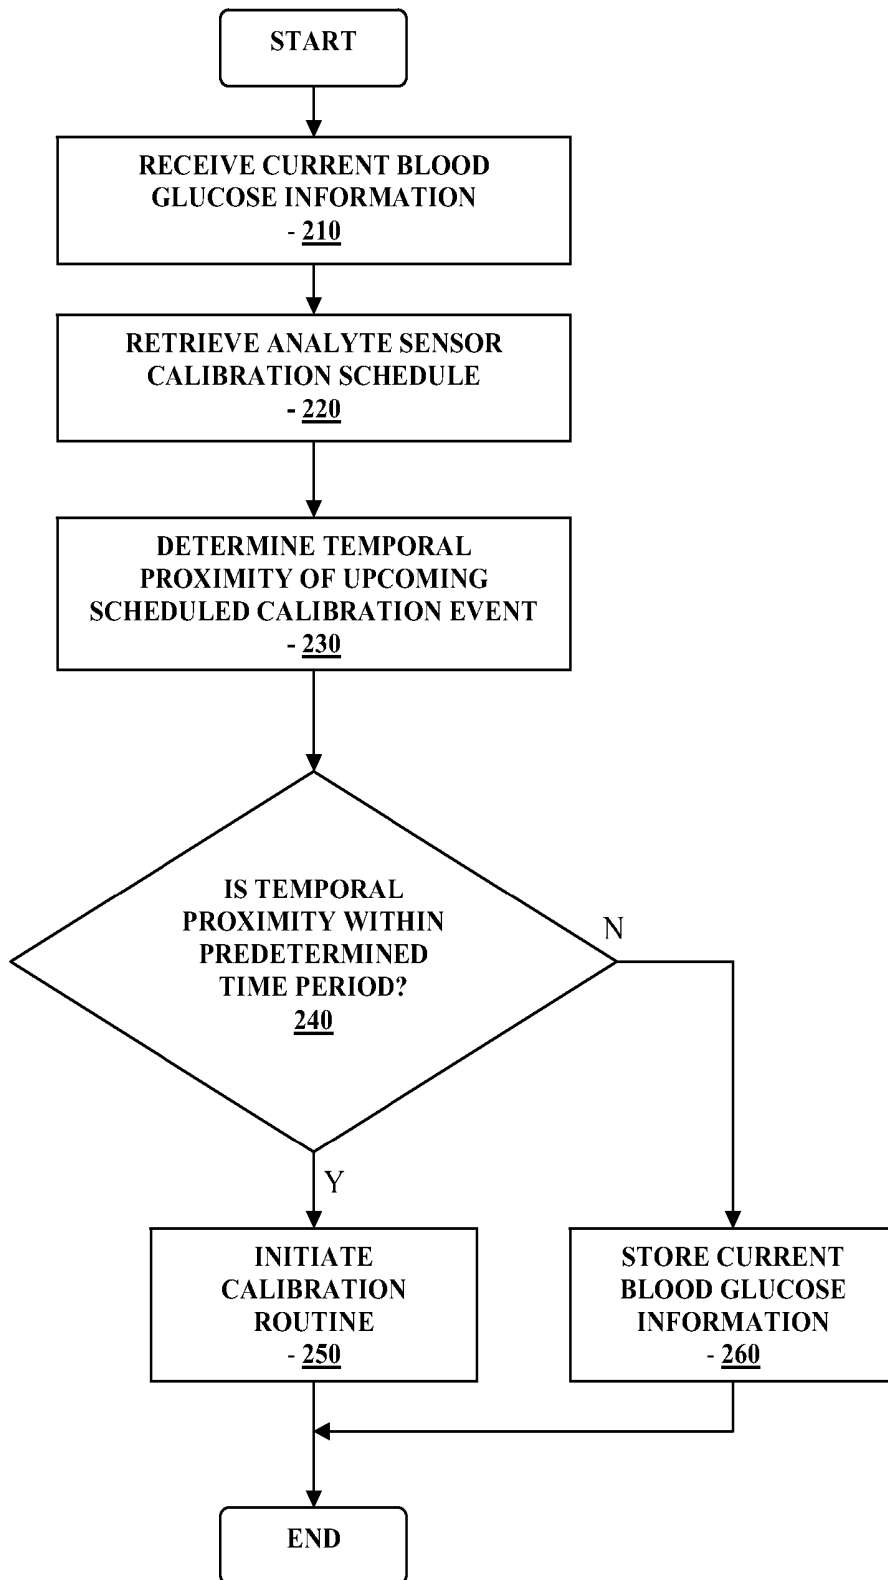 START
RECEIVE CURRENT BLOOD
GLUCOSE INFORMATION
- 210
RETRIEVE ANALYTE SENSOR
CALIBRATION SCHEDULE
- 220
DETERMINE TEMPORAL
PROXIMITY OF UPCOMING
SCHEDULED CALIBRATION EVENT
- 230
IS TEMPORAL
PROXIMITY WITHIN
PREDETERMINED
TIME PERIOD?
240
N
Y
INITIATE
CALIBRATION
ROUTINE
- 250
STORE CURRENT
BLOOD GLUCOSE
INFORMATION
- 260
END